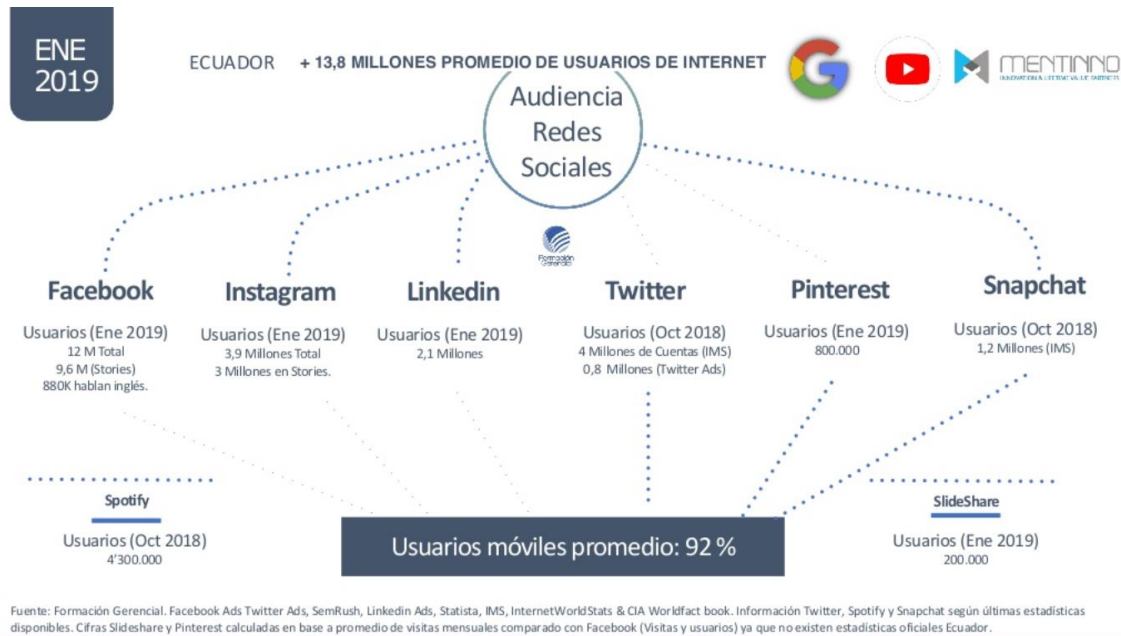 ENE
2019
ECUADOR + 13,8 MILLONES PROMEDIO DE USUARIOS DE INTERNET
MENTINNO
Audiencia
Redes
Sociales
Formación
Gerencial
Facebook
Usuarios (Ene 2019)
12 M Total
9,6 M (Stories)
880K hablan inglés.
Instagram
Usuarios (Ene 2019)
3,9 Millones Total
3 Millones en Stories.
Linkedin
Usuarios (Ene 2019)
2,1 Millones
Twitter
Usuarios (Oct 2018)
4 Millones de Cuentas (IMS)
0,8 Millones (Twitter Ads)
Pinterest
Usuarios (Ene 2019)
800.000
Snapchat
Usuarios (Oct 2018)
1,2 Millones (IMS)
Spotify
Usuarios (Oct 2018)
4'300.000
Usuarios móviles promedio: 92 %
SlideShare
Usuarios (Ene 2019)
200.000
Fuente: Formación Gerencial. Facebook Ads Twitter Ads, SemRush, Linkedin Ads, Statista, IMS, InternetWorldStats & CIA Worldfact book. Información Twitter, Spotify y Snapchat según últimas estadísticas
disponibles. Cifras Slideshare y Pinterest calculadas en base a promedio de visitas mensuales comparado con Facebook (Visitas y usuarios) ya que no existen estadísticas oficiales Ecuador.